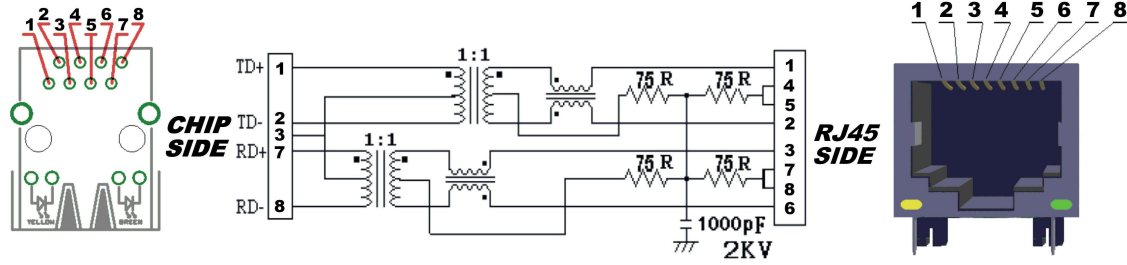 2 4 6 8
1 3 5 7
YELLOW GREEN
CHIP
SIDE
TD+ 1
TD- 2
3
RD+ 7
RD- 8
1:1
1:1
75 R 75 R
75 R 75 R
1000pF
2KV
1
4
5
2
3
7
8
6
RJ45
SIDE
1 2 3 4 5 6 7 8